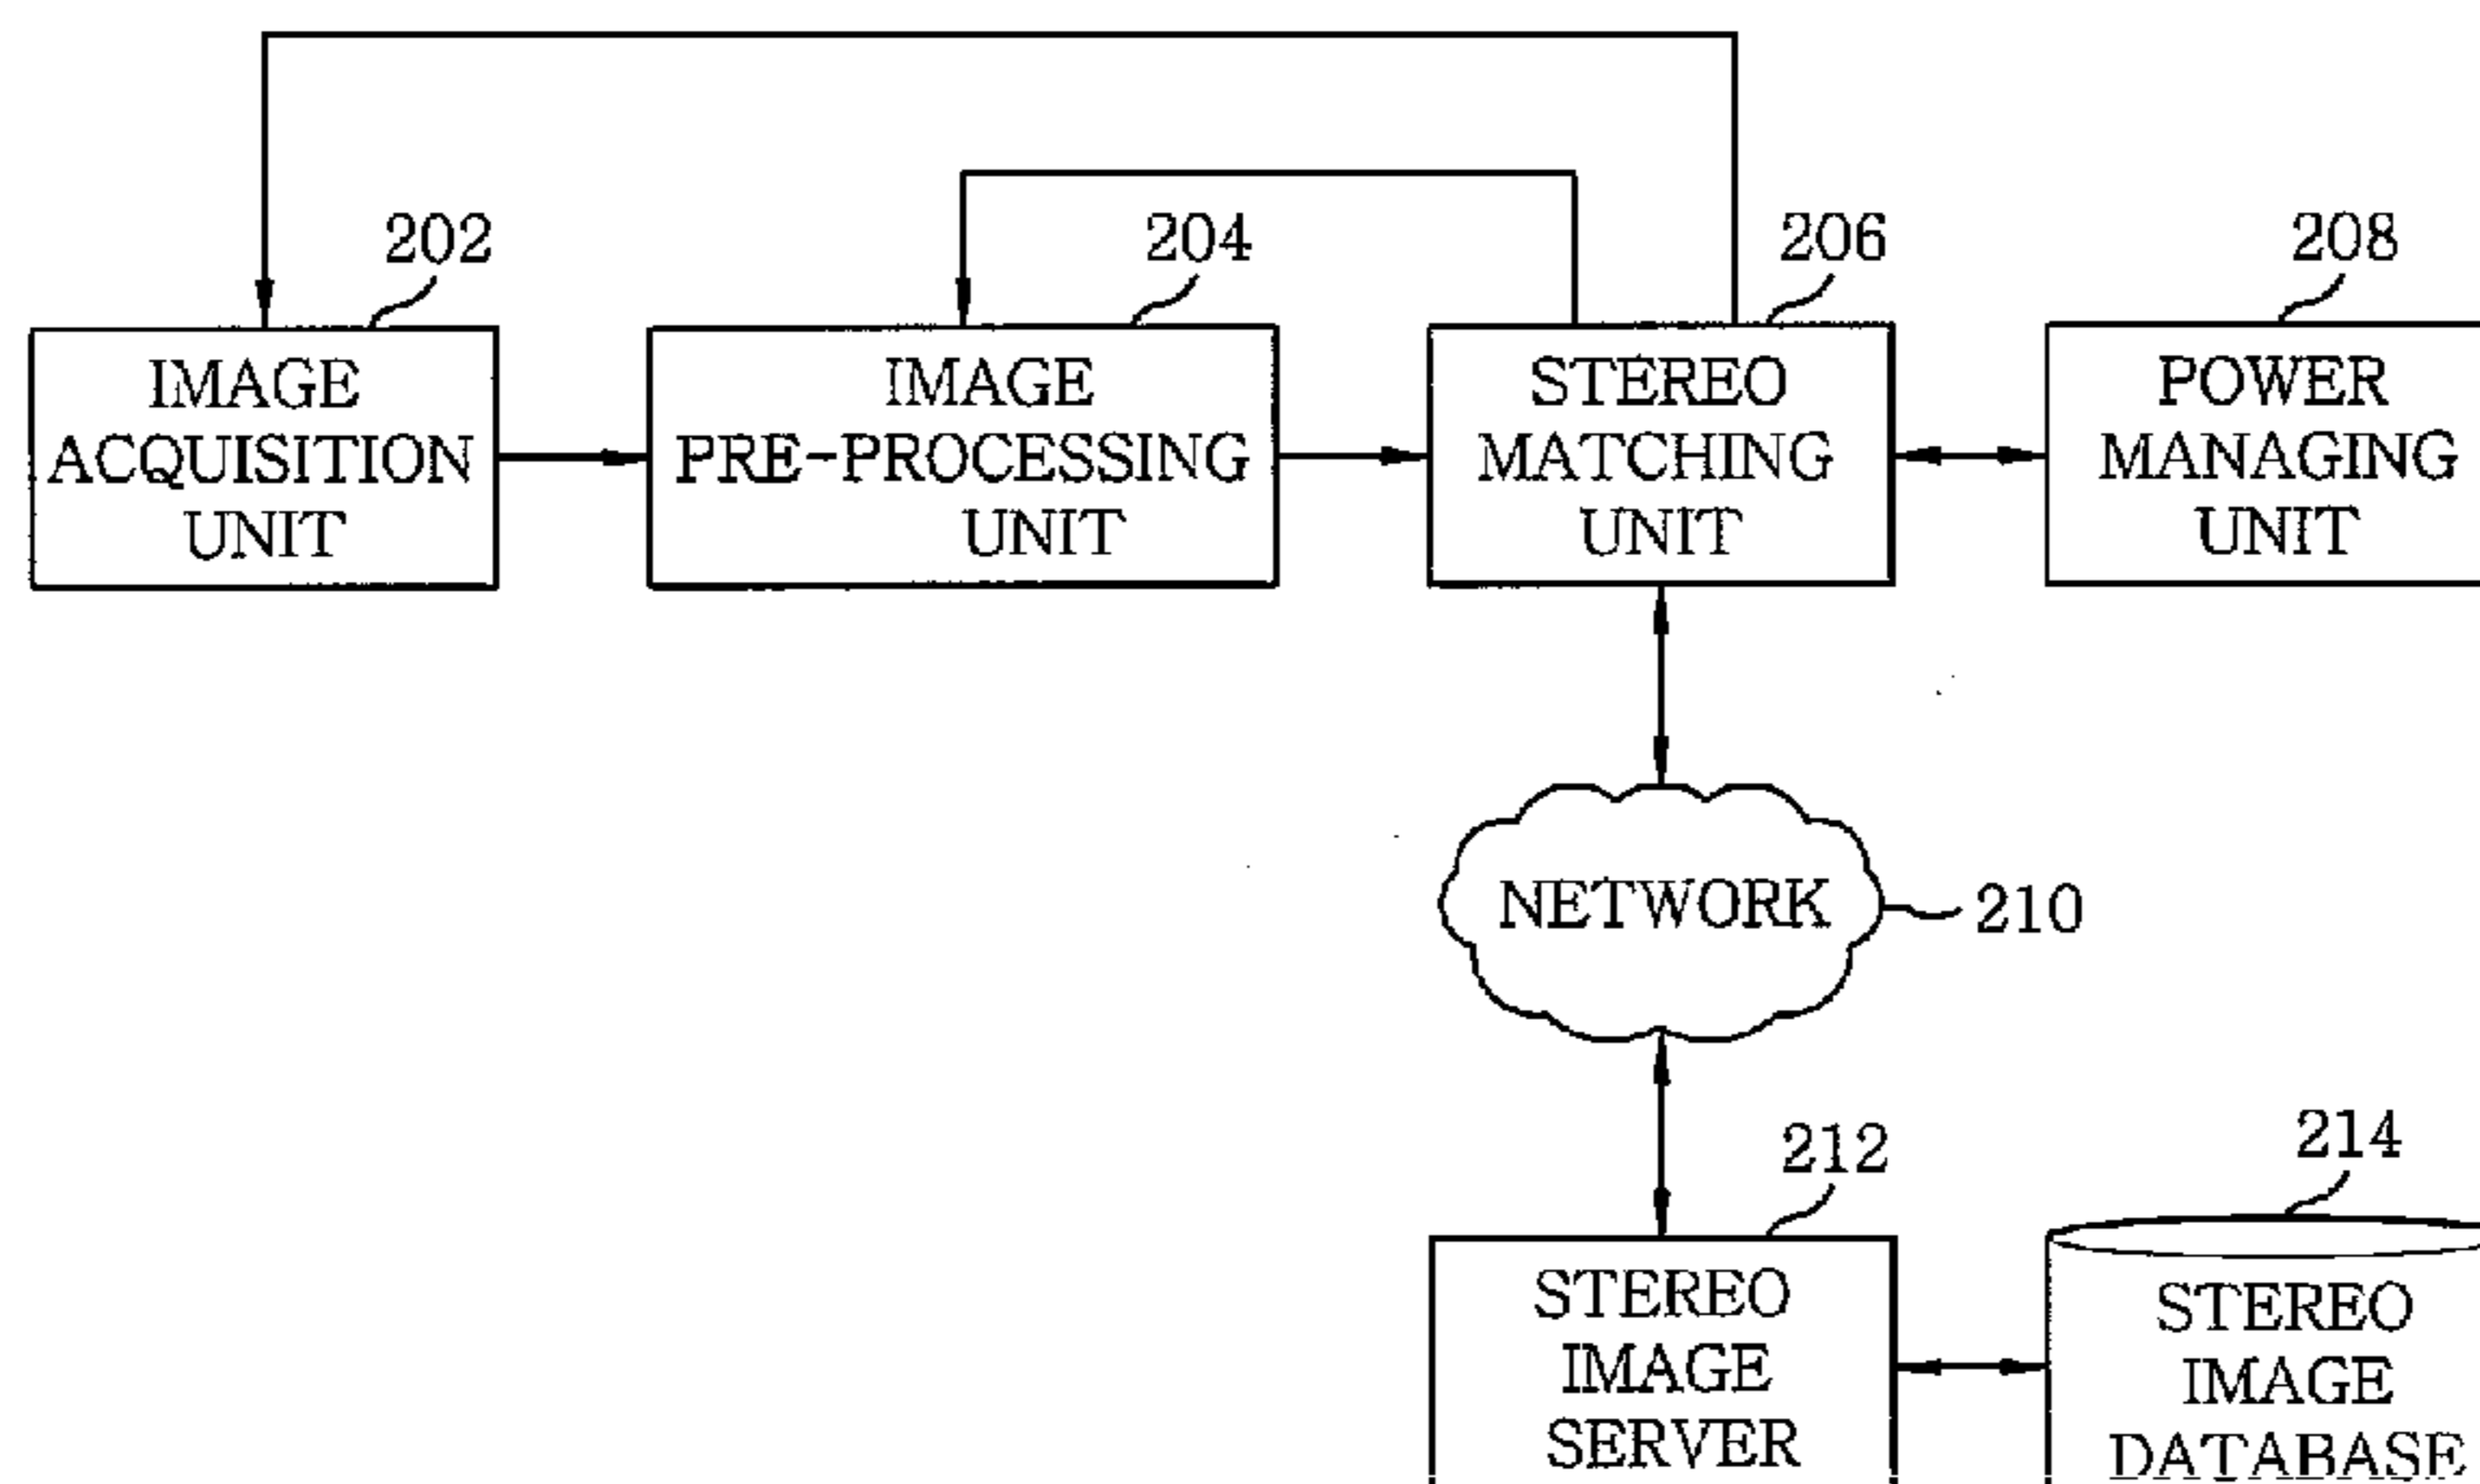 202
204
206
208
IMAGE
ACQUISITION
UNIT
IMAGE
PRE-PROCESSING
UNIT
STEREO
MATCHING
UNIT
POWER
MANAGING
UNIT
NETWORK
210
212
214
STEREO
IMAGE
SERVER
STEREO
IMAGE
DATABASE